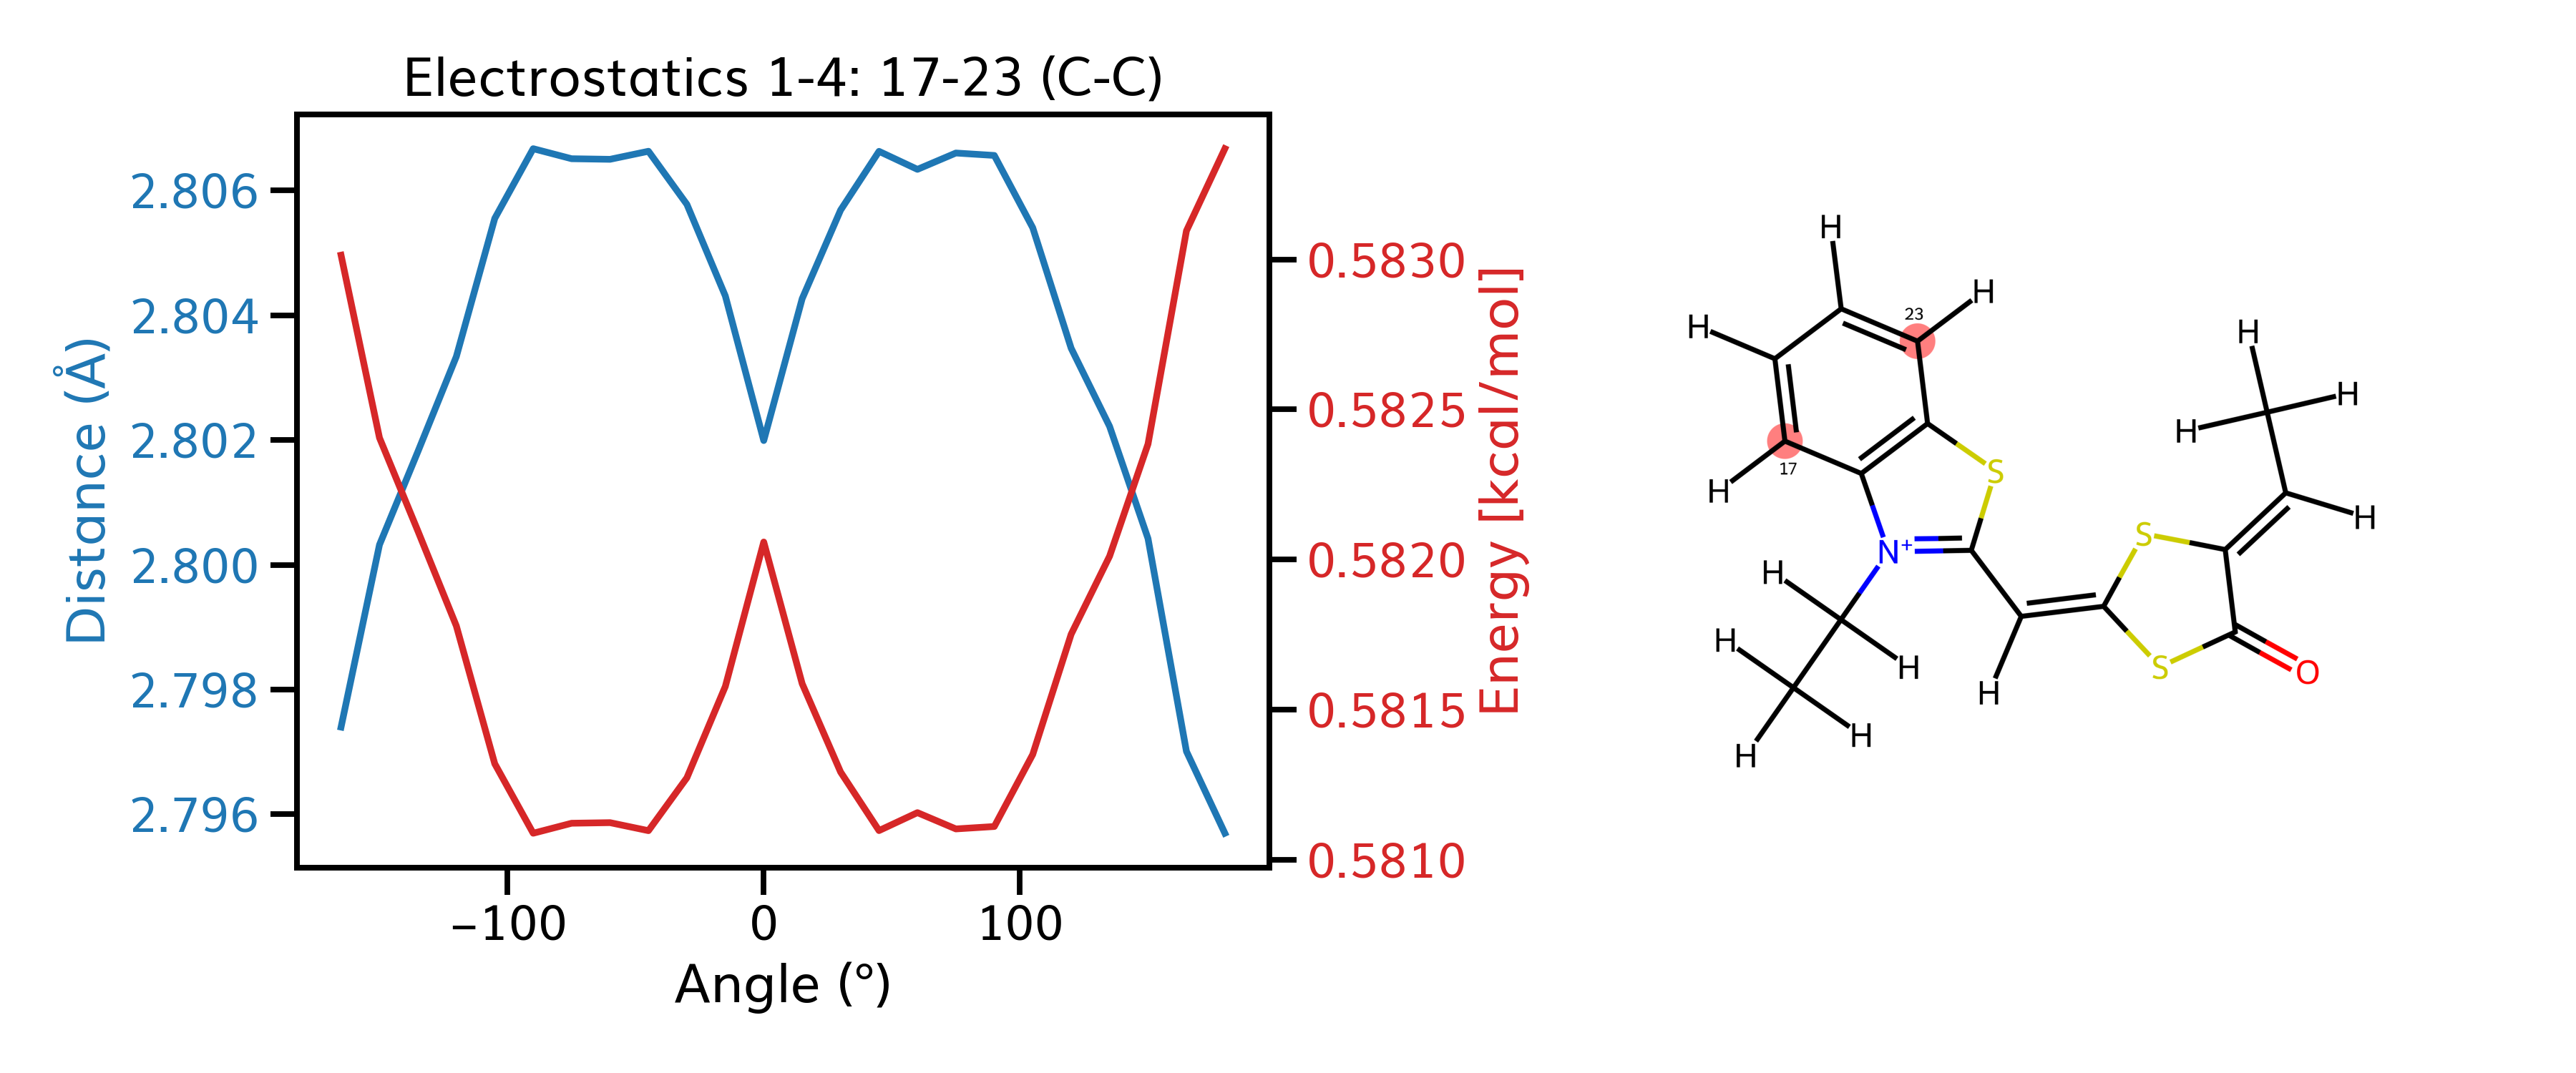 Electrostatics 1-4: 17-23 (C-C)
Distance (Å)
2.806
2.804
2.802
2.800
2.798
2.796
−100
0
100
Angle (°)
0.5830
0.5825
0.5820
0.5815
0.5810
Energy [kcal/mol]
H
H
H
23
H
17
H
S
N+
H
H
H
H
H
H
S
S
O
H
H
H
H